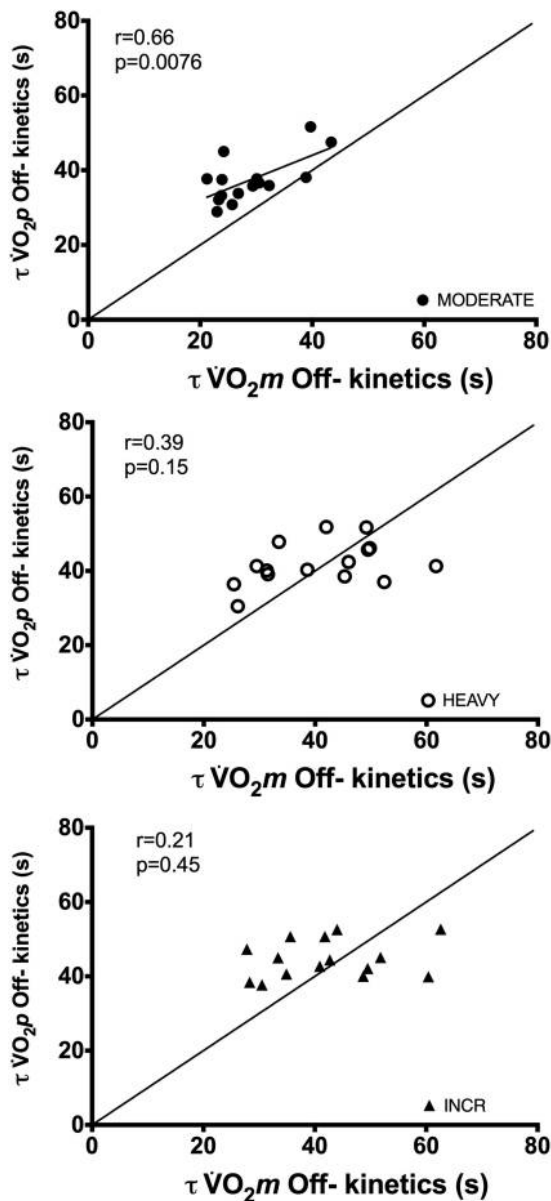 r=0.66
p=0.0076
τ V̇O₂p Off- kinetics (s)
80
60
40
20
0
MODERATE
0 20 40 60 80
τ V̇O₂m Off- kinetics (s)
r=0.39
p=0.15
τ V̇O₂p Off- kinetics (s)
80
60
40
20
0
HEAVY
0 20 40 60 80
τ V̇O₂m Off- kinetics (s)
r=0.21
p=0.45
τ V̇O₂p Off- kinetics (s)
80
60
40
20
0
INCR
0 20 40 60 80
τ V̇O₂m Off- kinetics (s)